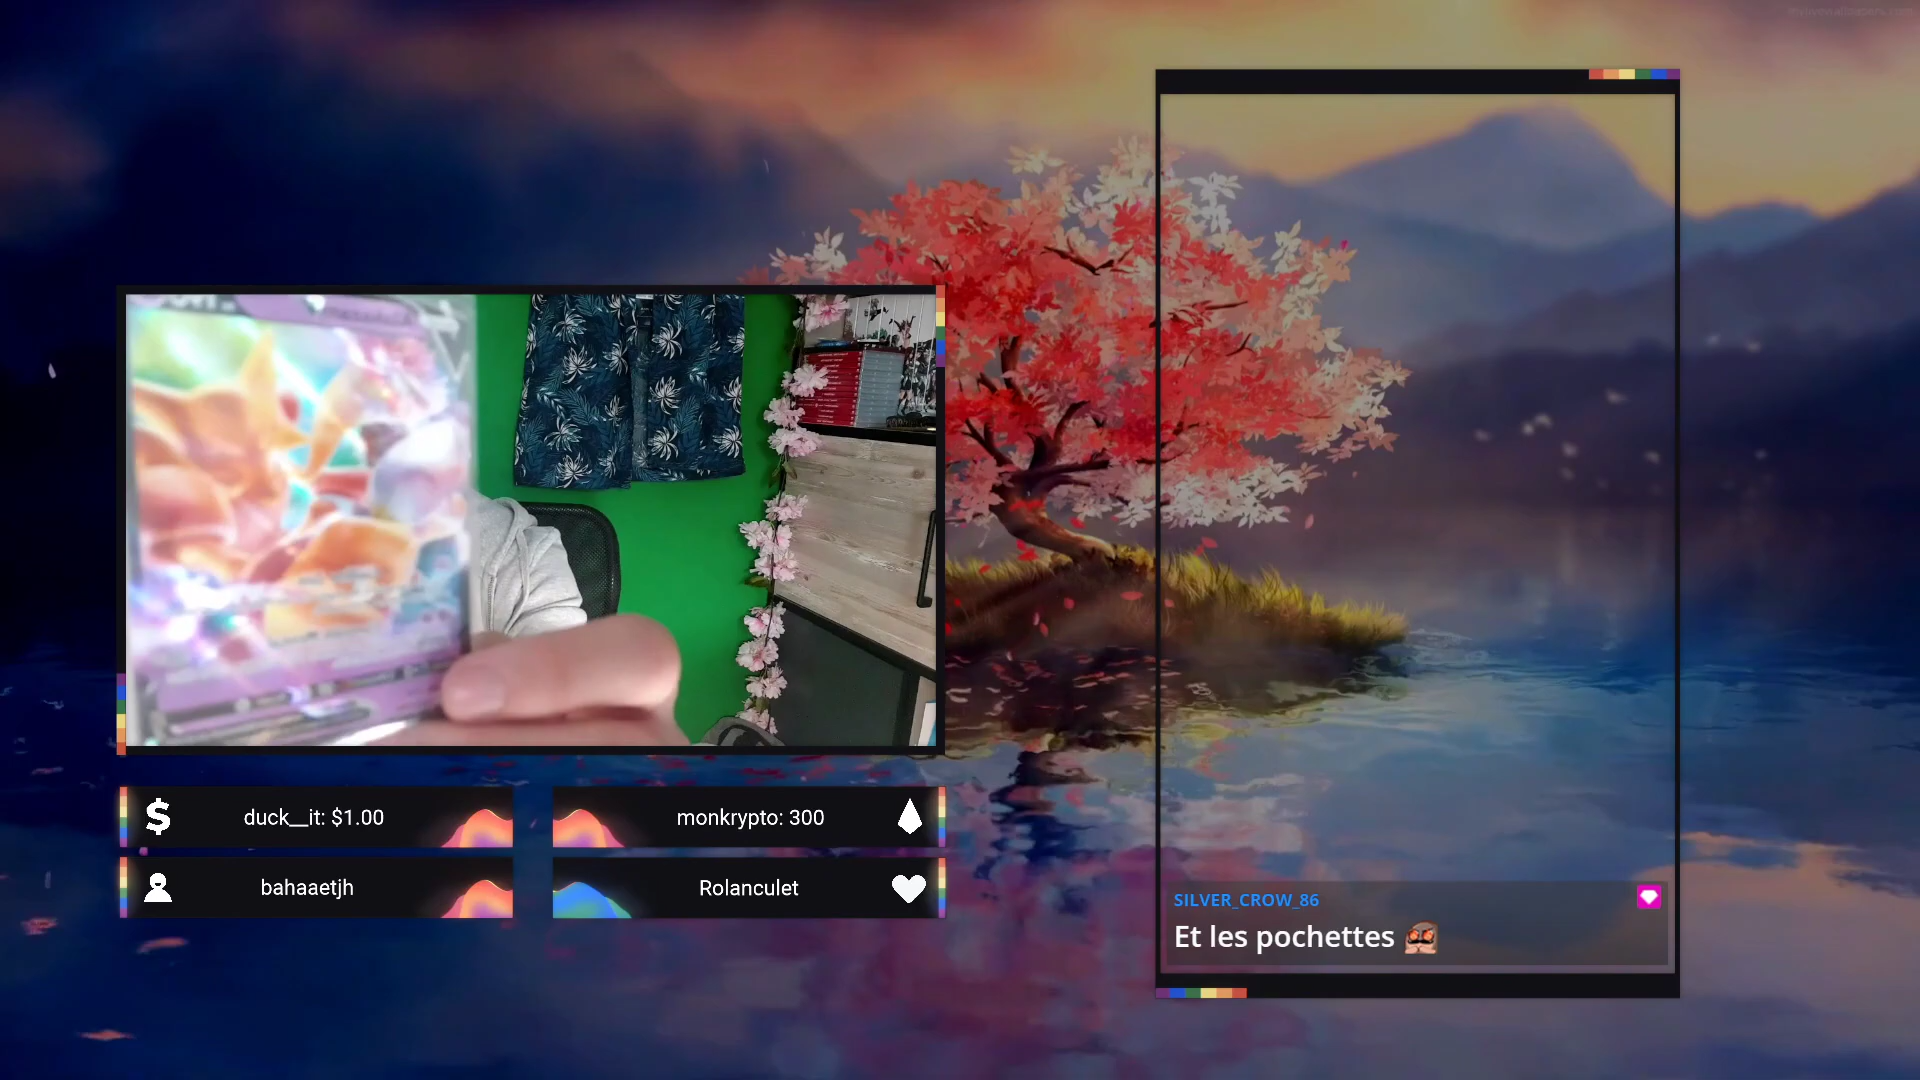 duck__it: $1.00
monkrypto: 300
bahaaetjh
Rolanculet
SILVER_CROW_86
Et les pochettes